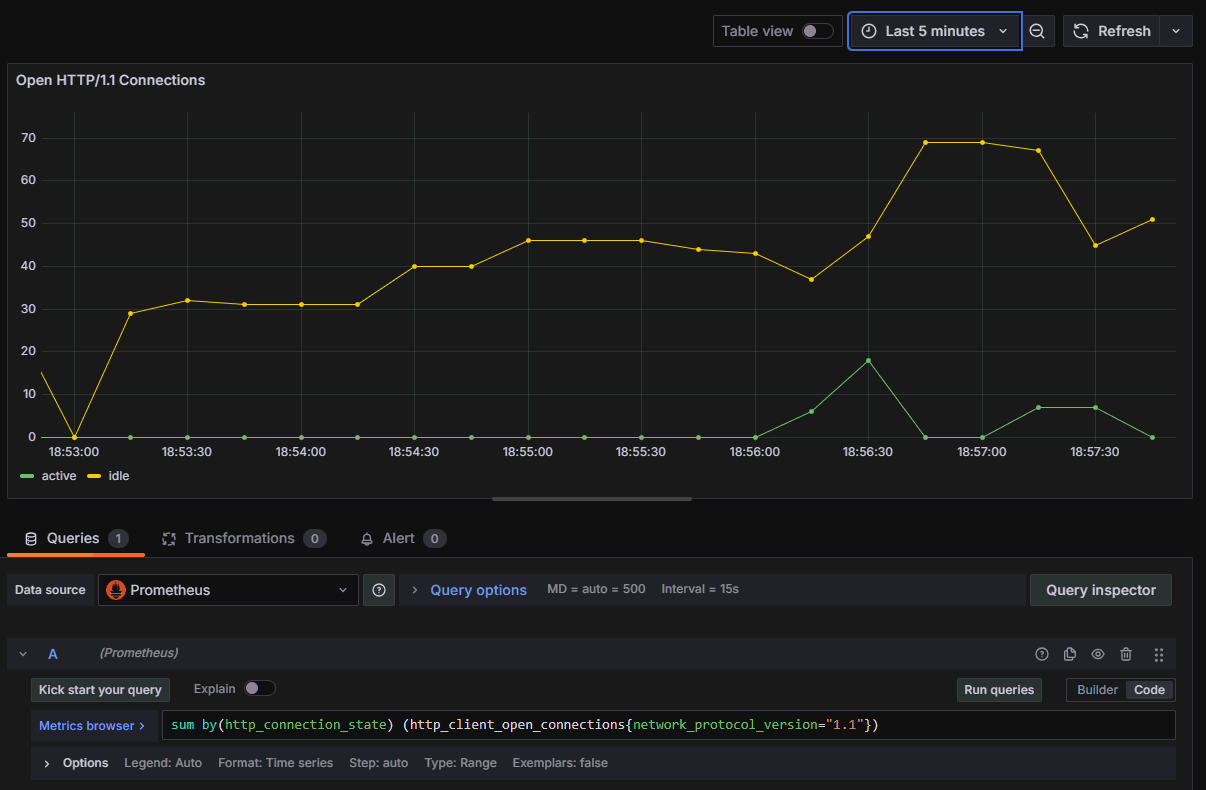 Table view Last 5 minutes Refresh
Open HTTP/1.1 Connections
70
60
50
40
30
20
10
0
18:53:00 18:53:30 18:54:00 18:54:30 18:55:00 18:55:30 18:56:00 18:56:30 18:57:00 18:57:30
active idle
Queries 1 Transformations 0 Alert 0
Data source Prometheus Query options MD = auto = 500 Interval = 15s Query inspector
A (Prometheus)
Kick start your query Explain Run queries Builder Code
Metrics browser > sum by(http_connection_state) (http_client_open_connections{network_protocol_version="1.1"})
Options Legend: Auto Format: Time series Step: auto Type: Range Exemplars: false